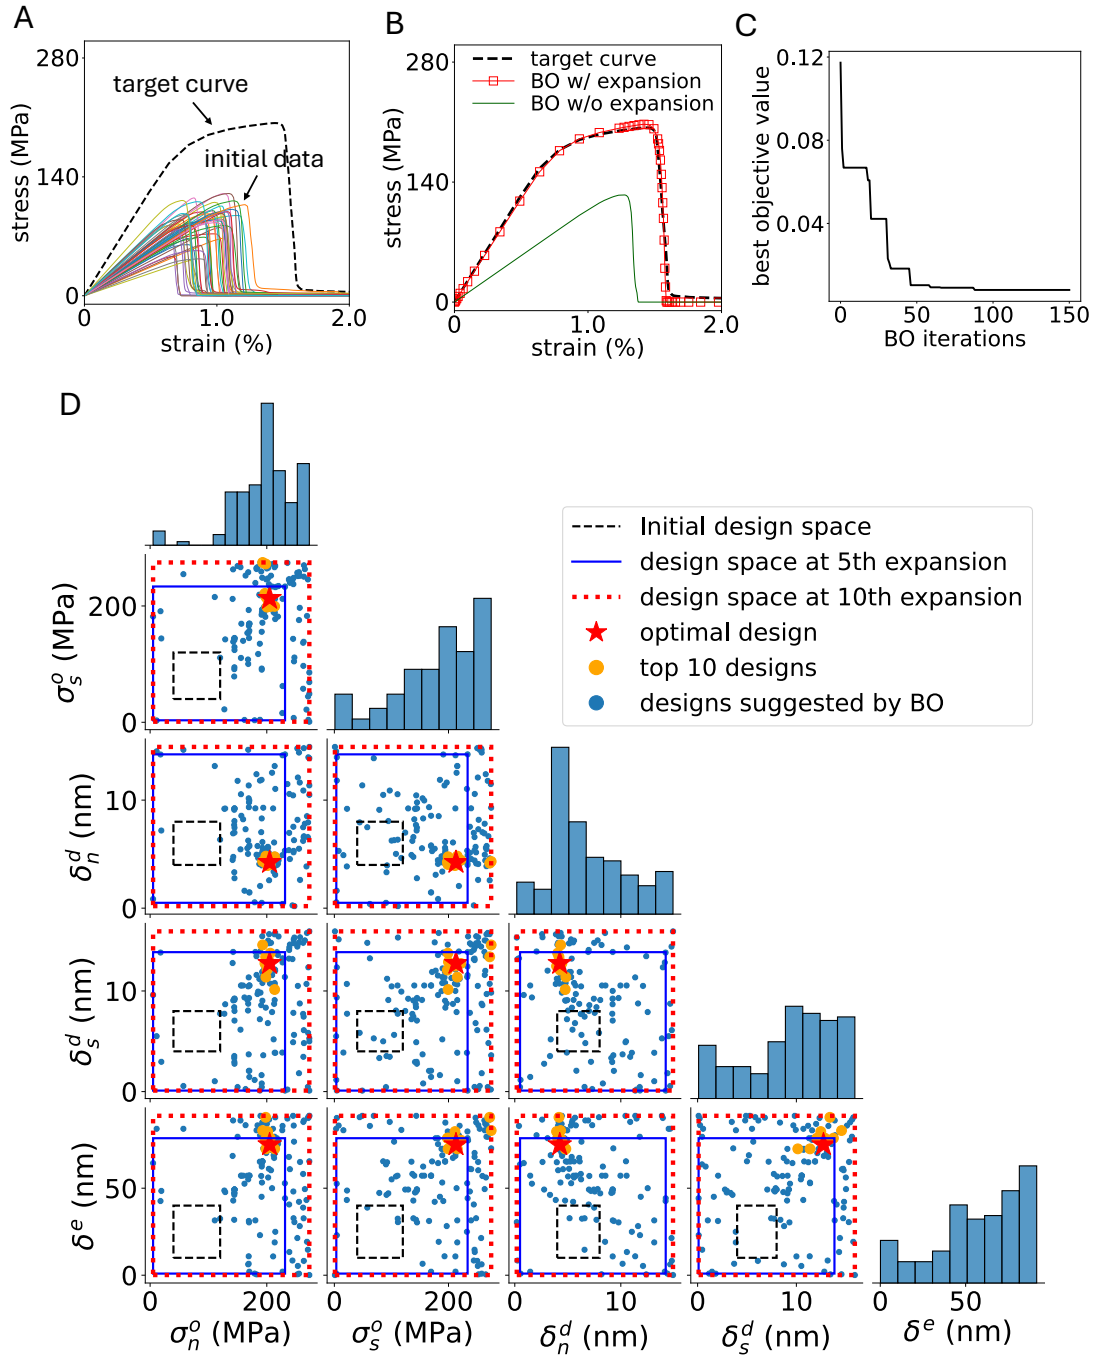 A
280
140
0
stress (MPa)
target curve
initial data
0
1.0
2.0
strain (%)
B
280
140
0
stress (MPa)
target curve
BO w/ expansion
BO w/o expansion
0
1.0
2.0
strain (%)
C
0.12
0.08
0.04
best objective value
0
50
100
150
BO iterations
D
Initial design space
design space at 5th expansion
design space at 10th expansion
optimal design
top 10 designs
designs suggested by BO
200
0
σ_s^o (MPa)
10
0
δ_n^d (nm)
10
0
δ_s^d (nm)
50
0
δ^e (nm)
0
200
σ_n^o (MPa)
0
200
σ_s^o (MPa)
0
10
δ_n^d (nm)
0
10
δ_s^d (nm)
0
50
δ^e (nm)